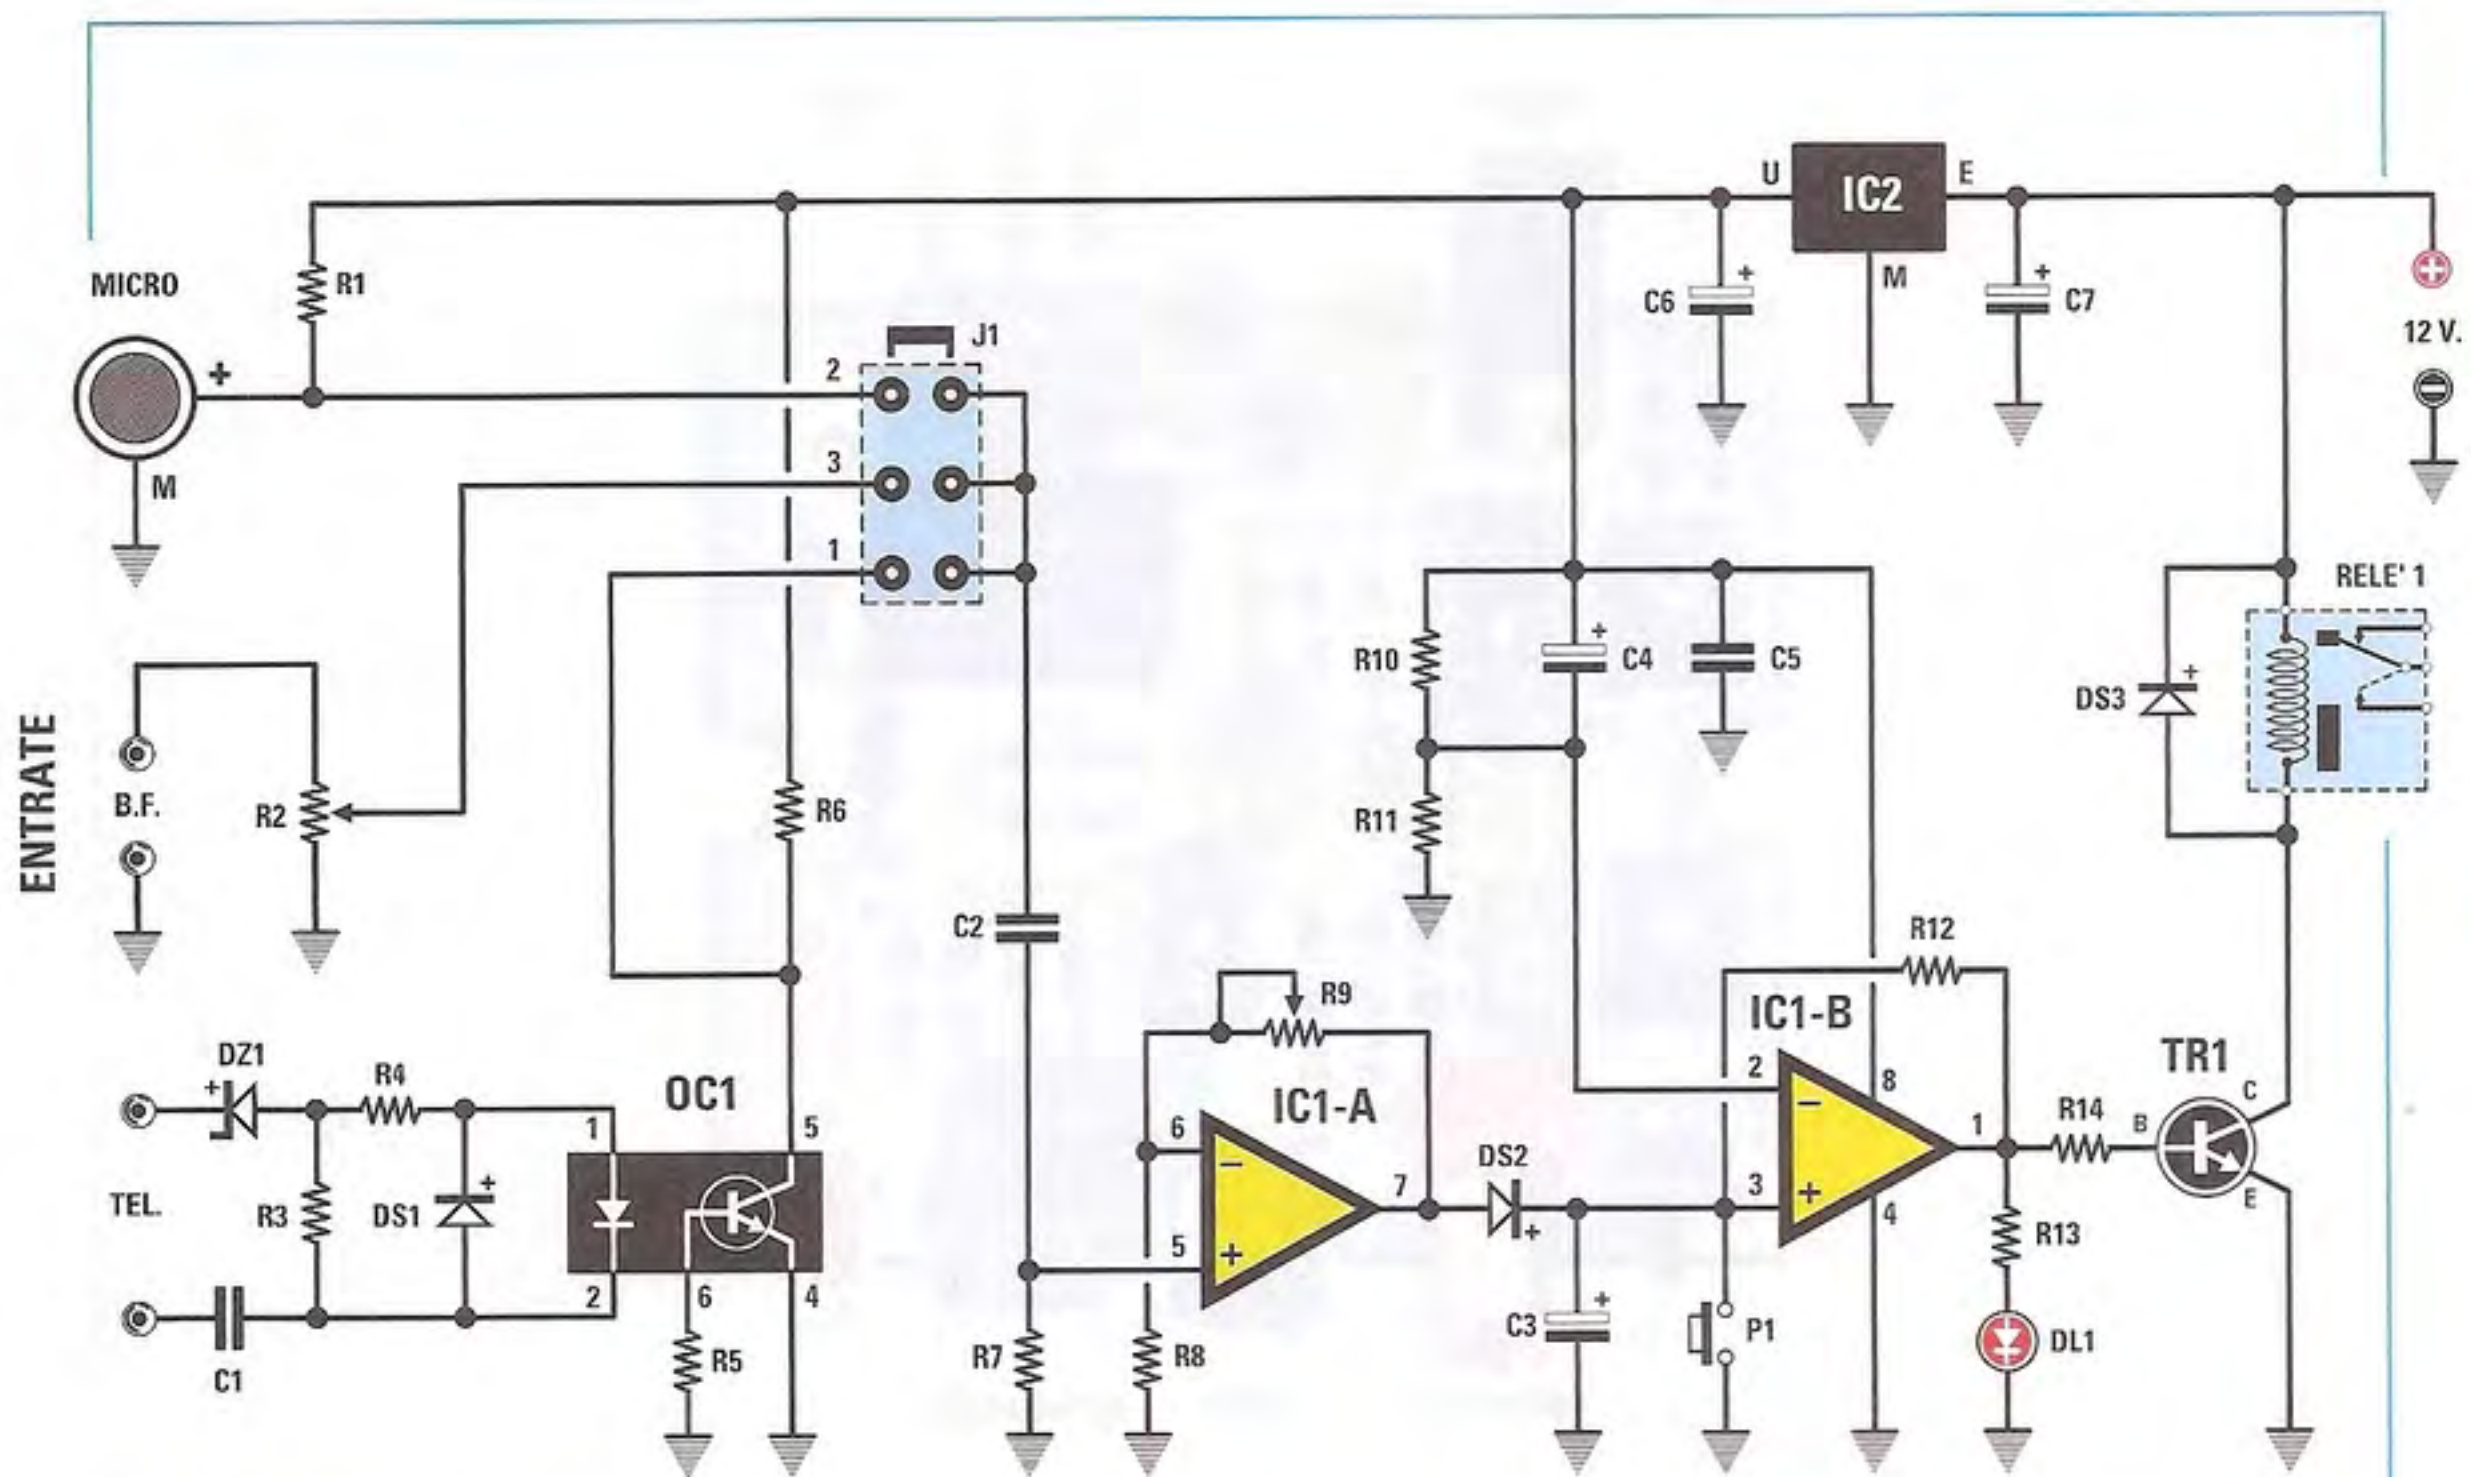 U
IC2
E
M
C6
+
C7
+
12 V.
MICRO
+
M
R1
J1
2
3
1
RELE' 1
R10
R11
C4
+
C5
DS3
+
ENTRATE
B.F.
R2
R6
C2
R12
IC1-B
2
−
3
+
8
4
1
R14
TR1
B
C
E
R9
IC1-A
6
−
5
+
7
DS2
+
DZ1
+
R4
TEL.
R3
DS1
+
C1
OC1
1
5
2
6
4
R5
R7
R8
C3
+
P1
R13
DL1